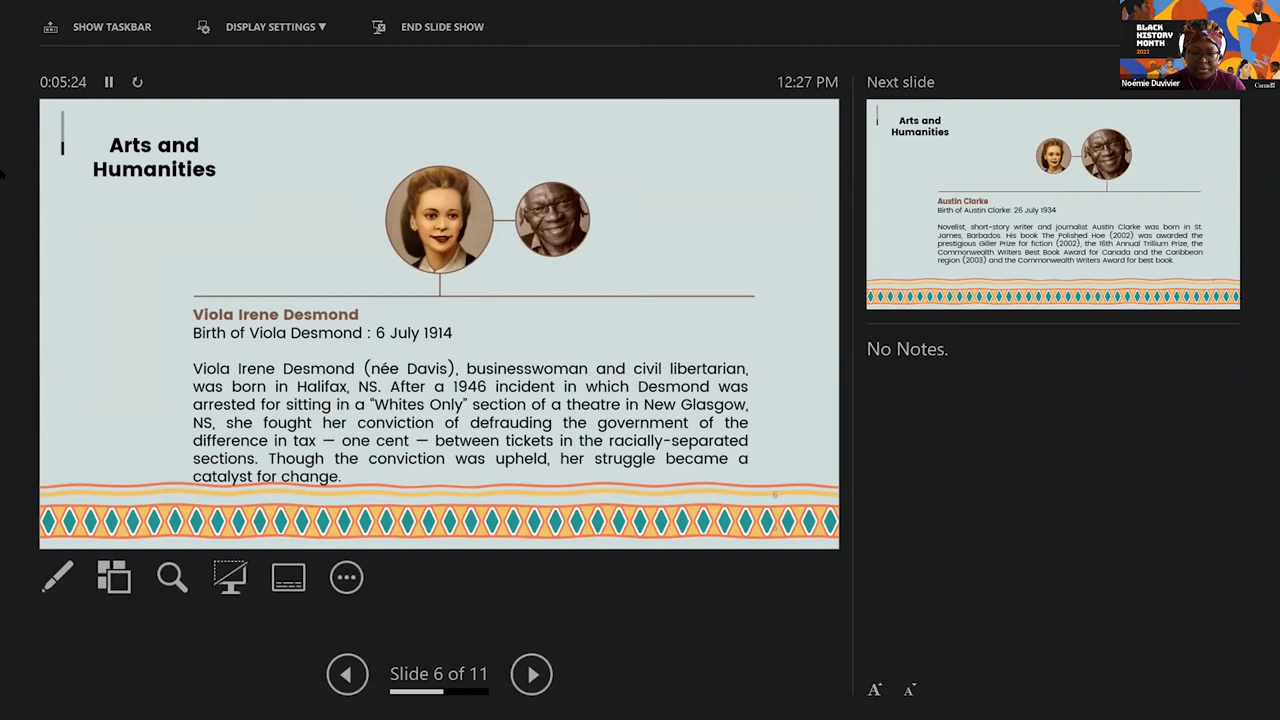 SHOW TASKBAR
DISPLAY SETTINGS ▼
END SLIDE SHOW
BLACK
HISTORY
MONTH
2022
Noémie Duvivier
Canada
0:05:24
12:27 PM
Next slide
Arts and
Humanities
Viola Irene Desmond
Birth of Viola Desmond : 6 July 1914
Viola Irene Desmond (née Davis), businesswoman and civil libertarian,
was born in Halifax, NS. After a 1946 incident in which Desmond was
arrested for sitting in a “Whites Only” section of a theatre in New Glasgow,
NS, she fought her conviction of defrauding the government of the
difference in tax — one cent — between tickets in the racially-separated
sections. Though the conviction was upheld, her struggle became a
catalyst for change.
6
Arts and
Humanities
Austin Clarke
Birth of Austin Clarke: 26 July 1934
Novelist, short-story writer and journalist Austin Clarke was born in St.
James, Barbados. His book The Polished Hoe (2002) was awarded the
prestigious Giller Prize for fiction (2002), the 16th Annual Trillium Prize, the
Commonwealth Writers Best Book Award for Canada and the Caribbean
region (2003) and the Commonwealth Writers Award for best book.
No Notes.
Slide 6 of 11
A A